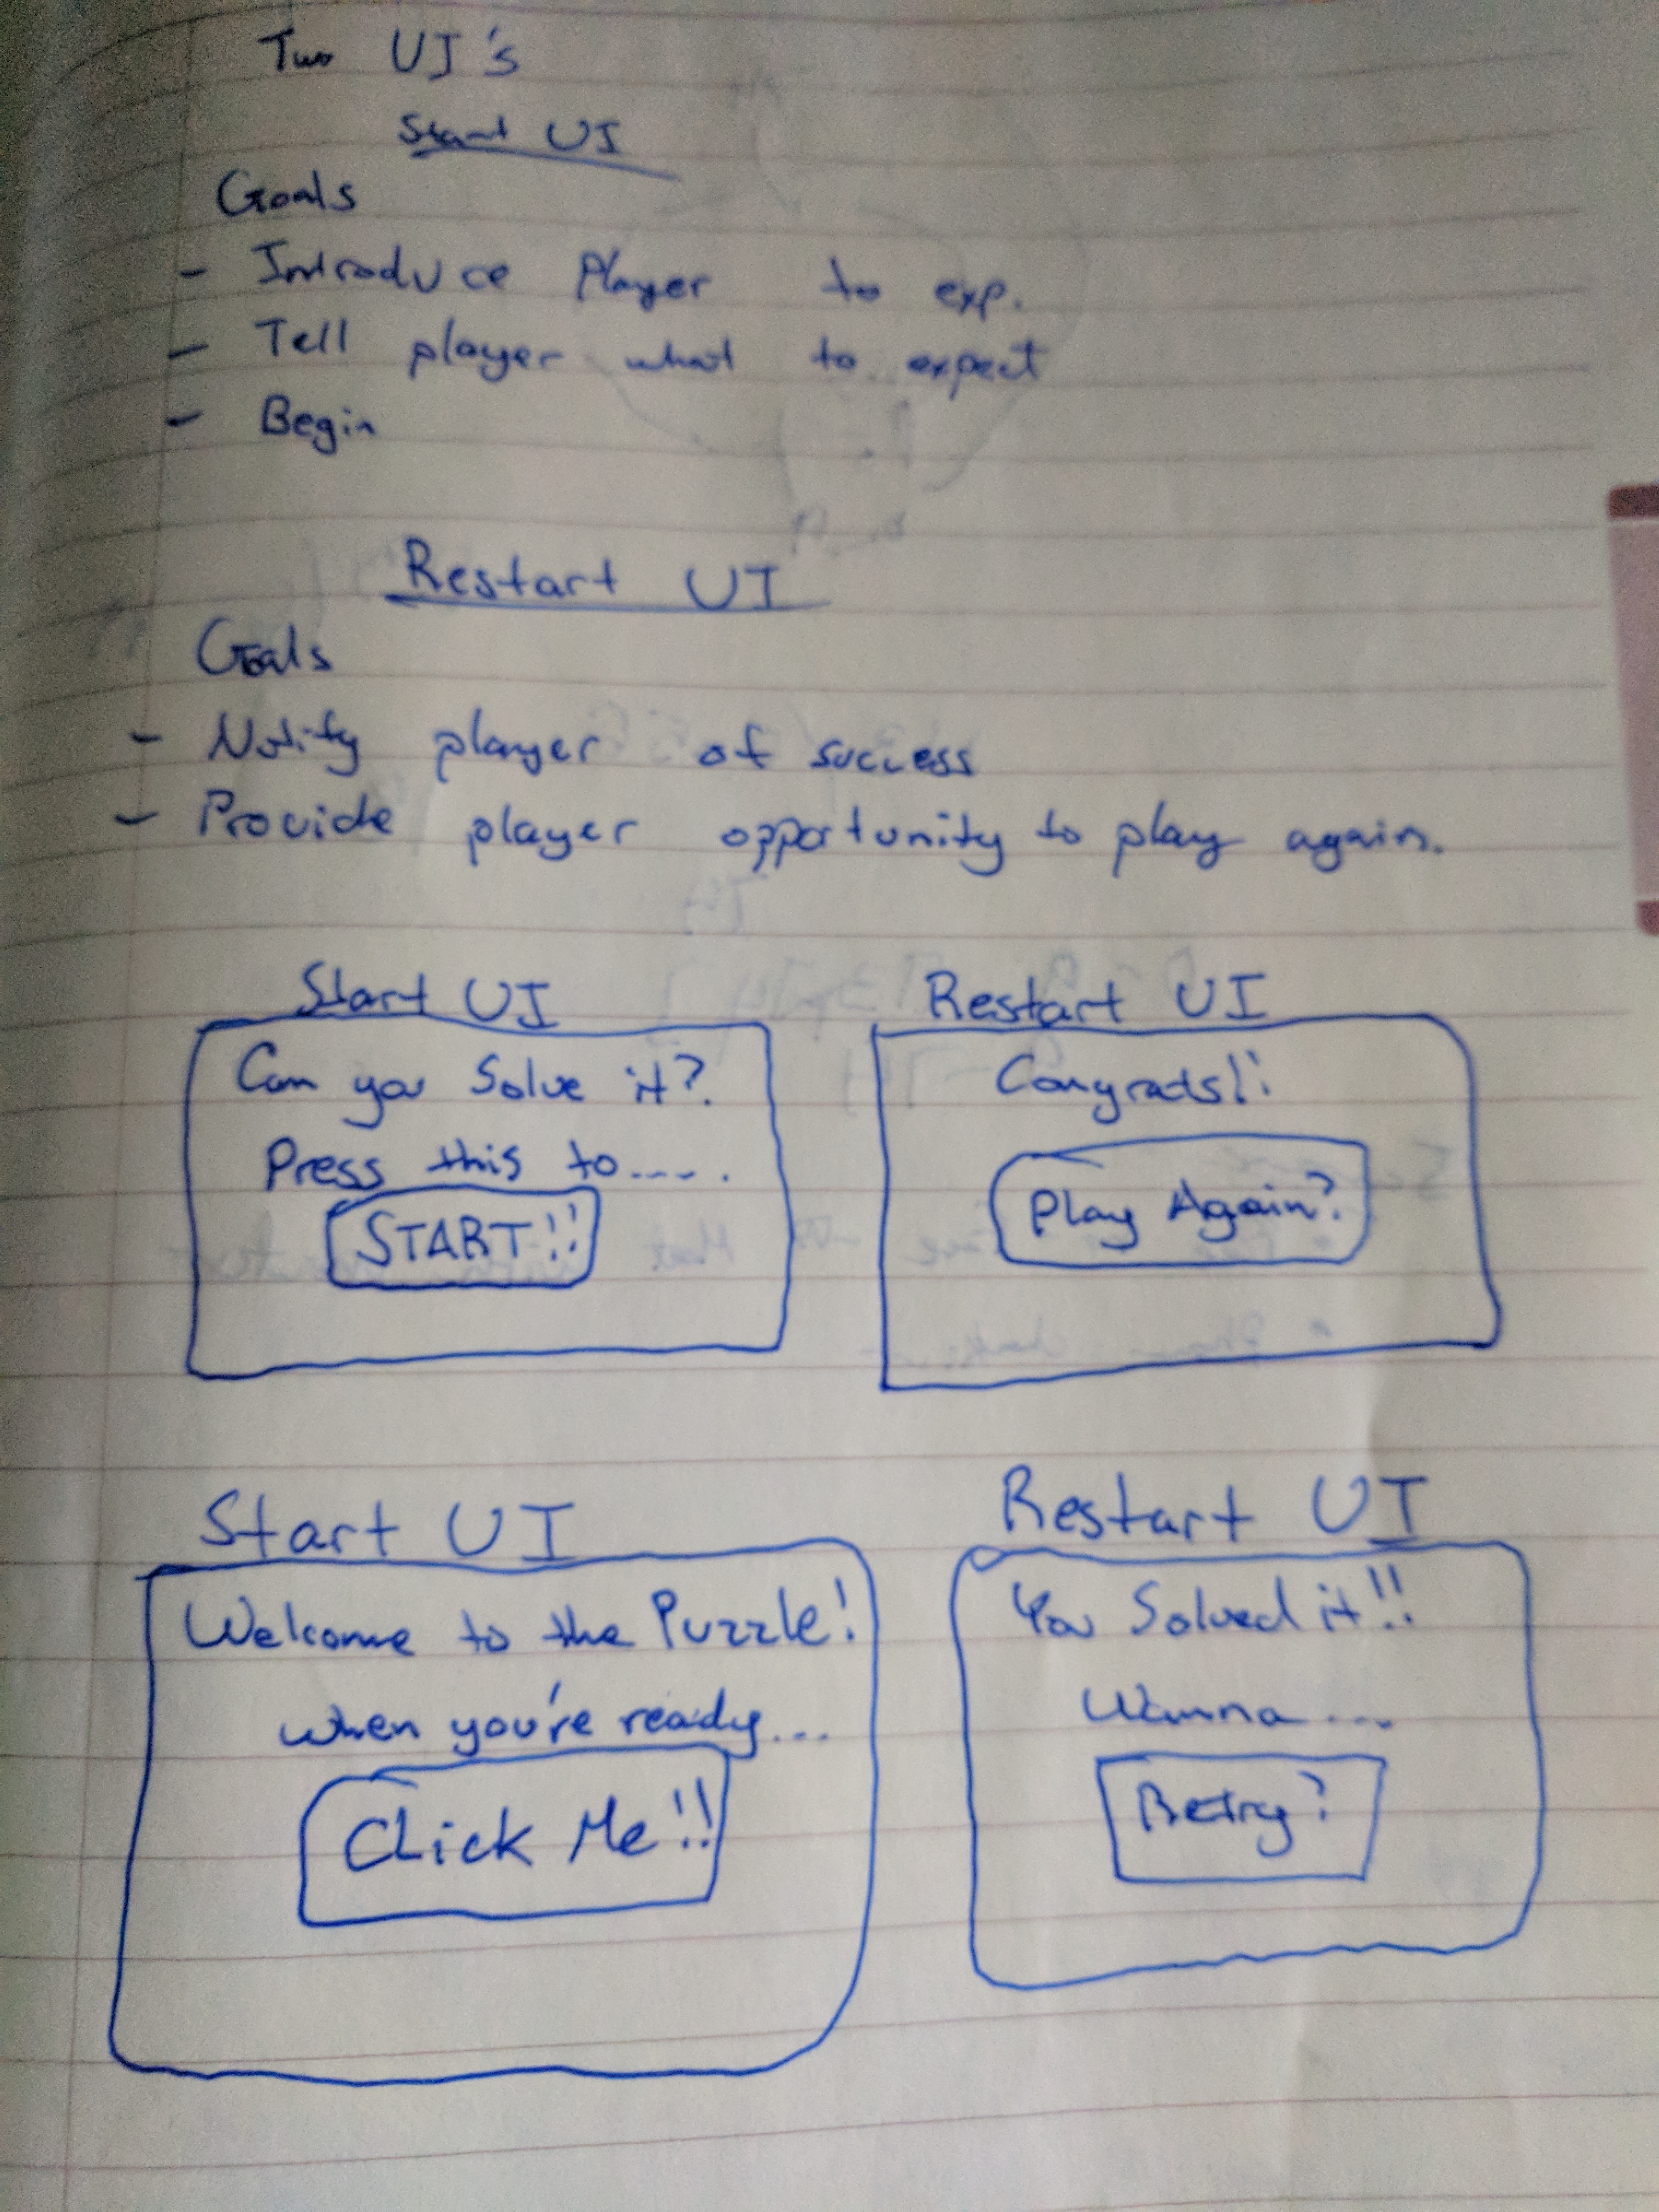 Two UI's
Start UI
Goals
- Introduce Player to exp.
- Tell player what to expect
- Begin
Restart UI
Goals
- Notify player of success
- Provide player opportunity to play again.
Start UI
Can you Solve it?
Press this to.....
START!!
Restart UI
Congrats!!
Play Again?
Start UI
Welcome to the Puzzle!
when you're ready...
Click Me!!
Restart UI
You Solved it!!
Wanna...
Retry?